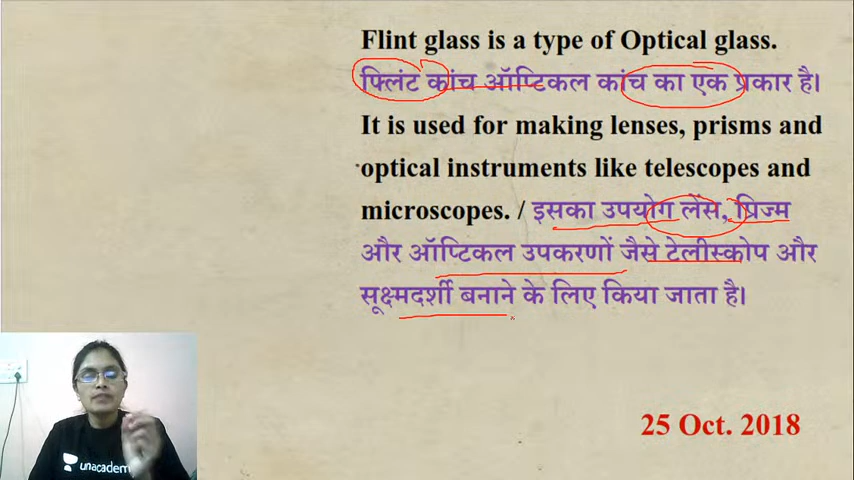 Flint glass is a type of Optical glass.
फ्लिंट कांच ऑप्टिकल कांच का एक प्रकार है।
It is used for making lenses, prisms and
optical instruments like telescopes and
microscopes. / इसका उपयोग लेंस, प्रिज्म
और ऑप्टिकल उपकरणों जैसे टेलीस्कोप और
सूक्ष्मदर्शी बनाने के लिए किया जाता है।
25 Oct. 2018
unacadem